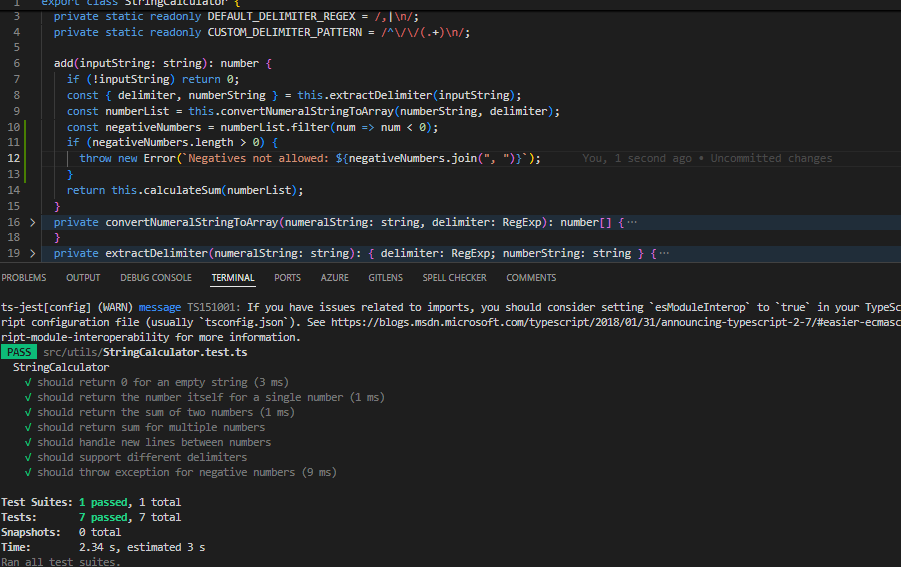 1 export class StringCalculator {
3 private static readonly DEFAULT_DELIMITER_REGEX = /,|\n/;
4 private static readonly CUSTOM_DELIMITER_PATTERN = /^\/\/(.+)\n/;
5
6 add(inputString: string): number {
7 if (!inputString) return 0;
8 const { delimiter, numberString } = this.extractDelimiter(inputString);
9 const numberList = this.convertNumeralStringToArray(numberString, delimiter);
10 const negativeNumbers = numberList.filter(num => num < 0);
11 if (negativeNumbers.length > 0) {
12 throw new Error(`Negatives not allowed: ${negativeNumbers.join(", ")}`); You, 1 second ago • Uncommitted changes
13 }
14 return this.calculateSum(numberList);
15 }
16 > private convertNumeralStringToArray(numeralString: string, delimiter: RegExp): number[] {⋯
18 }
19 > private extractDelimiter(numeralString: string): { delimiter: RegExp; numberString: string } {⋯
PROBLEMS OUTPUT DEBUG CONSOLE TERMINAL PORTS AZURE GITLENS SPELL CHECKER COMMENTS
ts-jest[config] (WARN) message TS151001: If you have issues related to imports, you should consider setting `esModuleInterop` to `true` in your TypeSc
ript configuration file (usually `tsconfig.json`). See https://blogs.msdn.microsoft.com/typescript/2018/01/31/announcing-typescript-2-7/#easier-ecmasc
ript-module-interoperability for more information.
PASS src/utils/StringCalculator.test.ts
StringCalculator
√ should return 0 for an empty string (3 ms)
√ should return the number itself for a single number (1 ms)
√ should return the sum of two numbers (1 ms)
√ should return sum for multiple numbers
√ should handle new lines between numbers
√ should support different delimiters
√ should throw exception for negative numbers (9 ms)
Test Suites: 1 passed, 1 total
Tests: 7 passed, 7 total
Snapshots: 0 total
Time: 2.34 s, estimated 3 s
Ran all test suites.